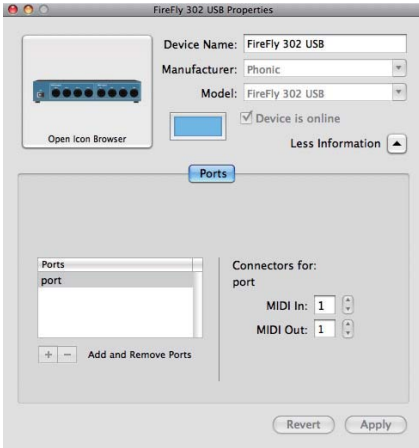 FireFly 302 USB Properties
Device Name: FireFly 302 USB
Manufacturer: Phonic
Model: FireFly 302 USB
Device is online
Open Icon Browser
Less Information
Ports
Ports
port
Connectors for:
port
MIDI In: 1
MIDI Out: 1
+ − Add and Remove Ports
Revert Apply